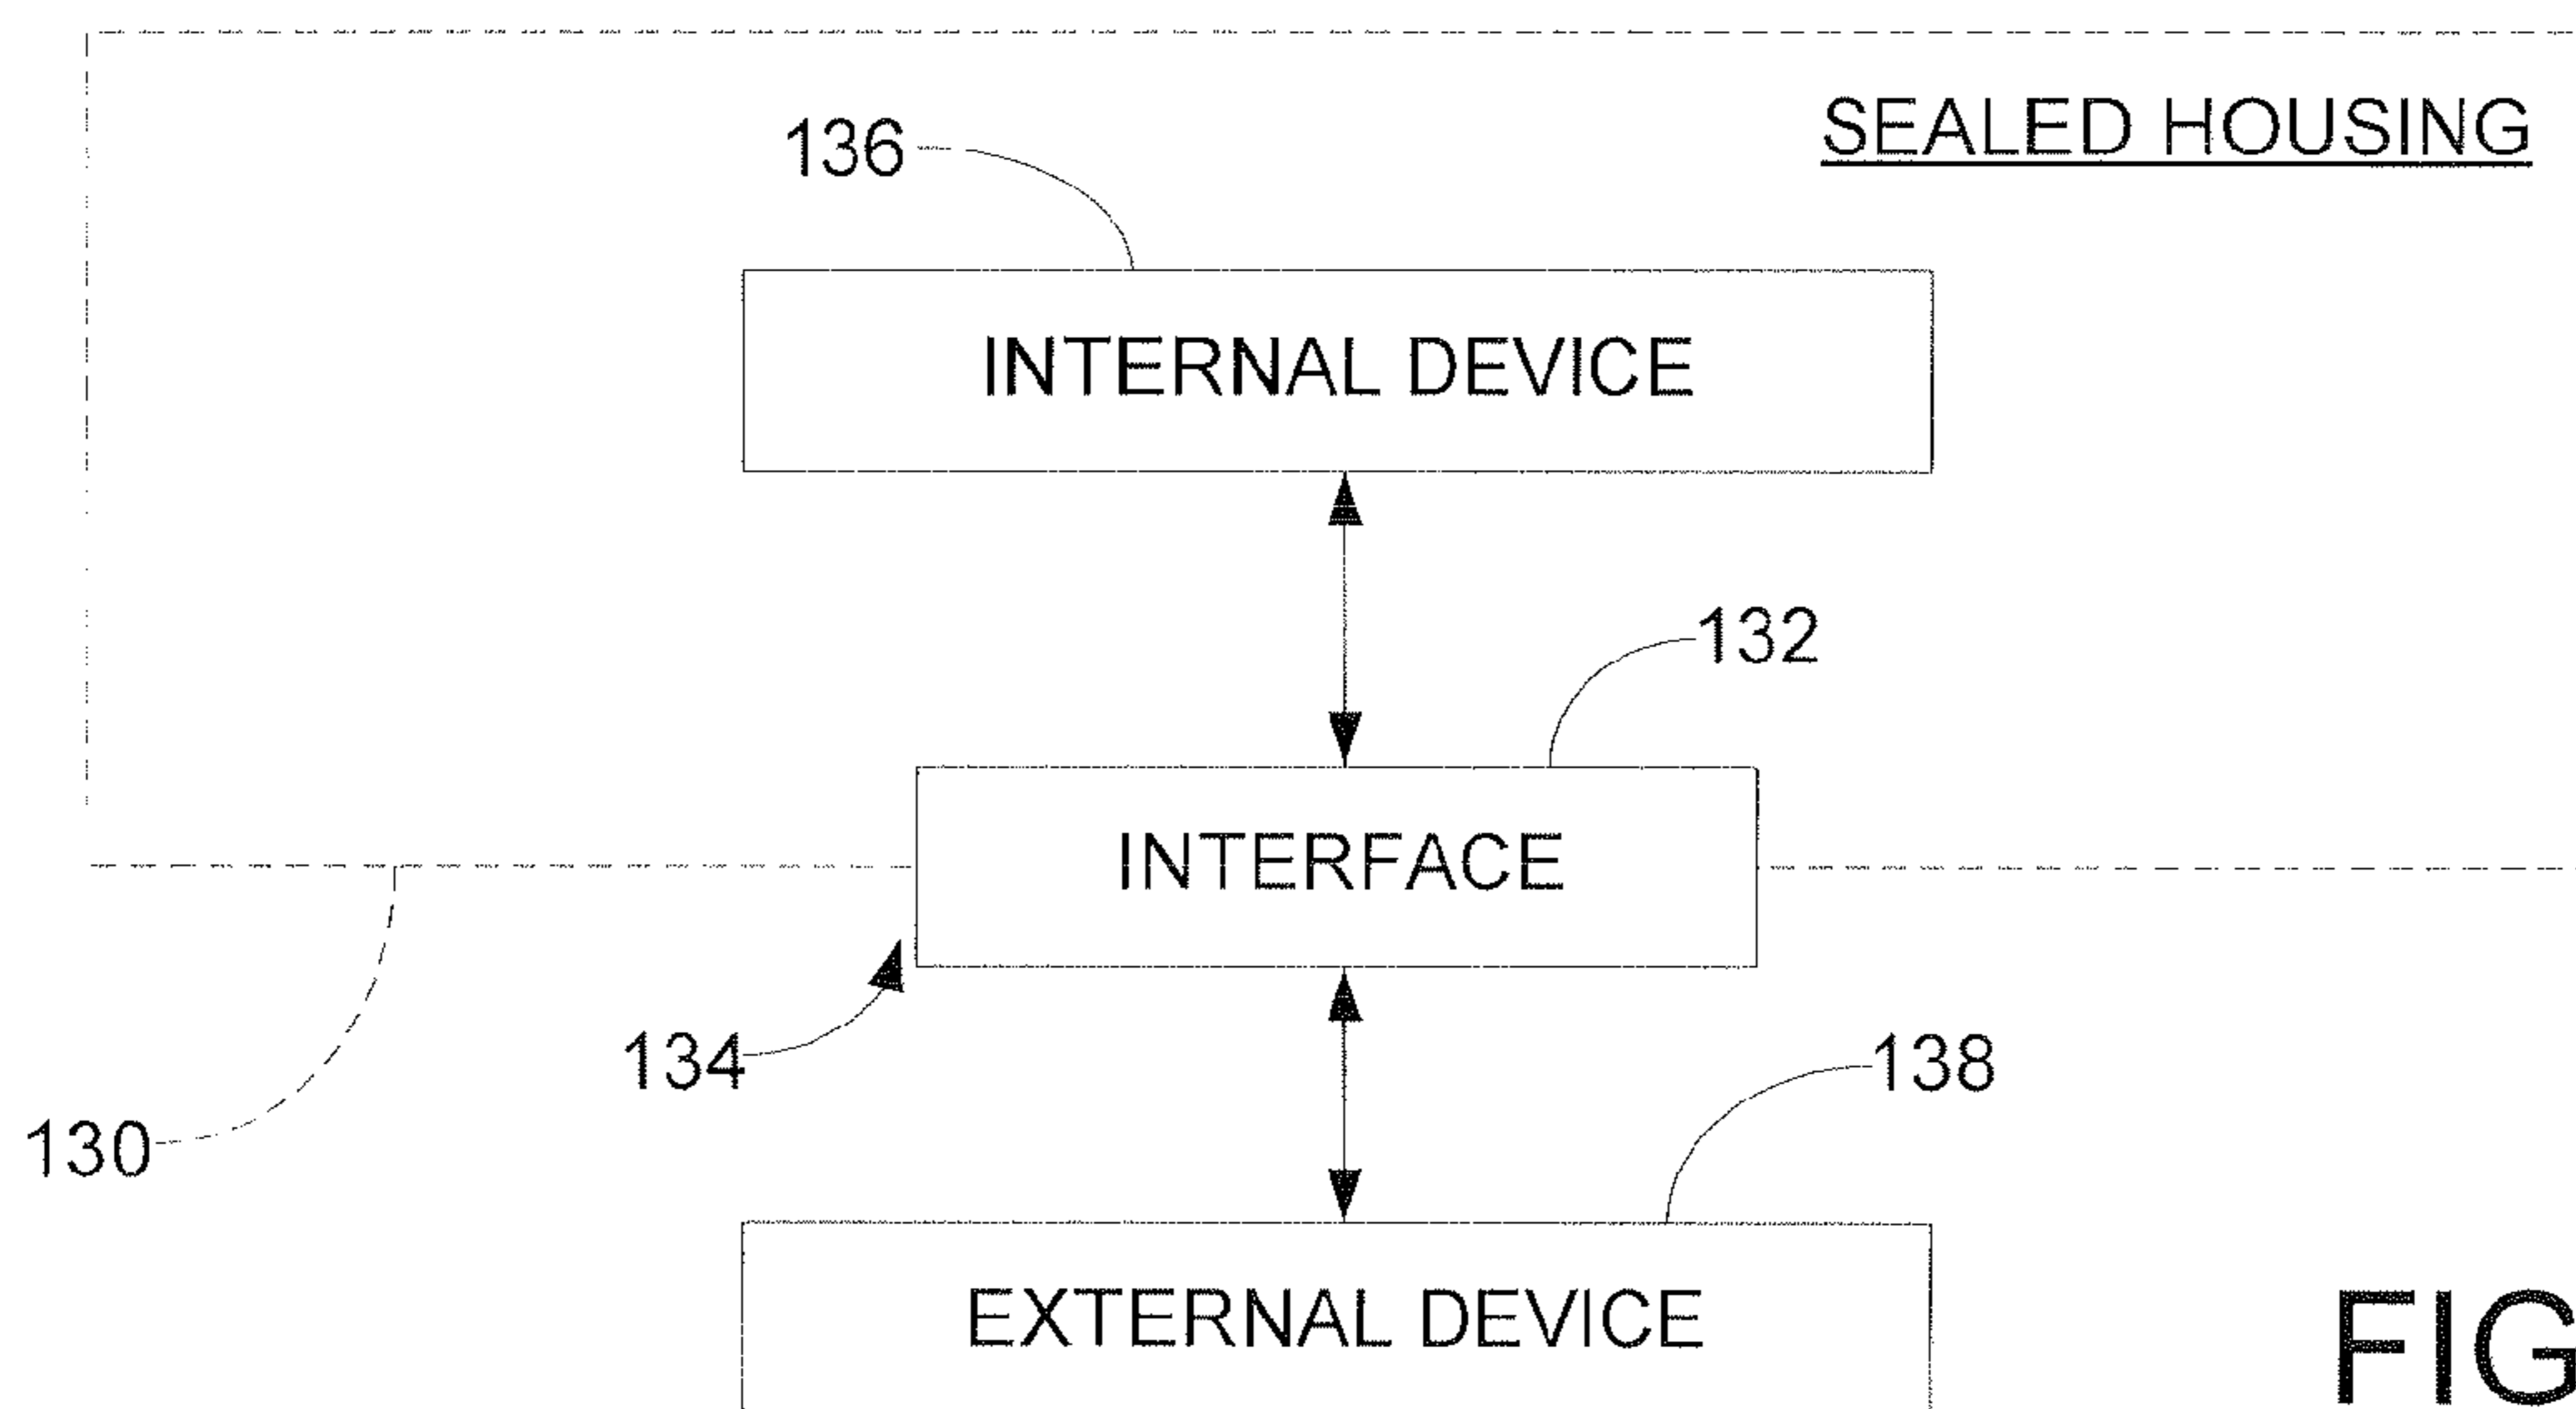 SEALED HOUSING
136
INTERNAL DEVICE
132
INTERFACE
134
138
130
EXTERNAL DEVICE
FIG